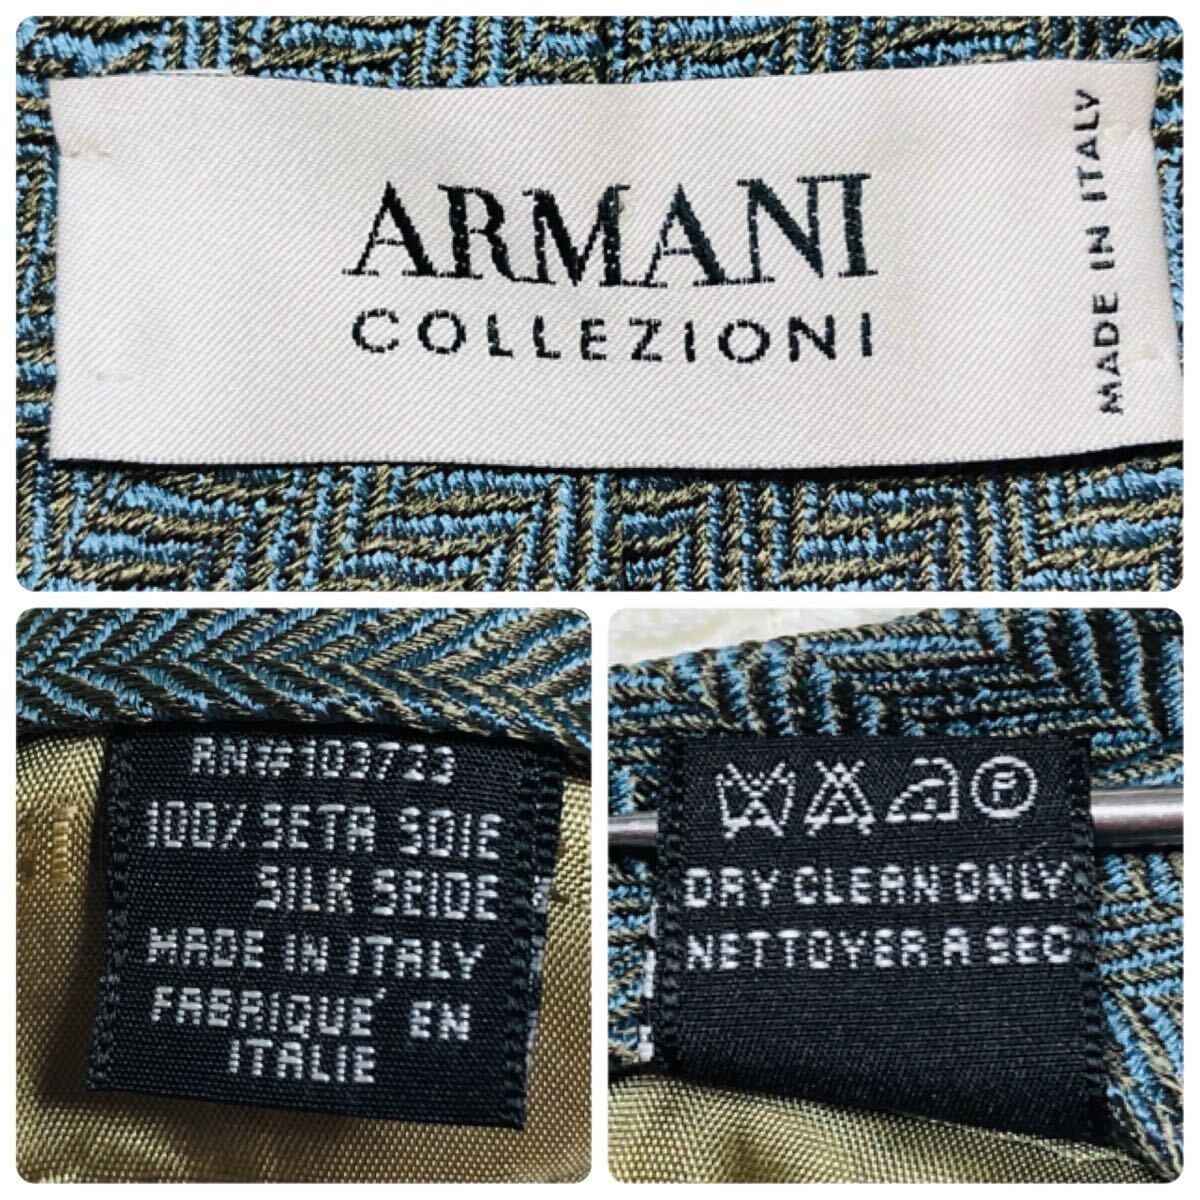 ARMANI
COLLEZIONI
MADE IN ITALY
RN#103723
100% SETA SOIE
SILK SEIDE
MADE IN ITALY
FABRIQUE' EN
ITALIE
P
DRY CLEAN ONLY
NETTOYER A SEC